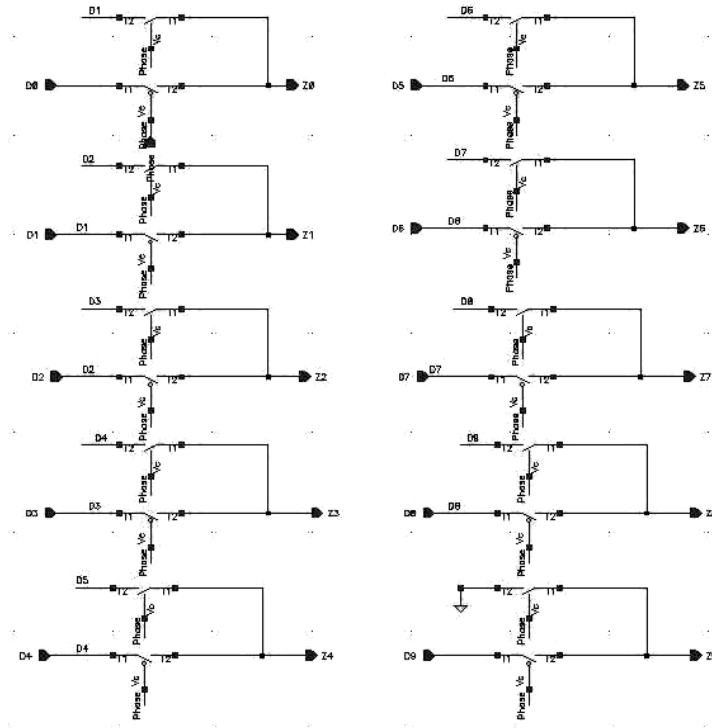 D1
T2 T1
Vc
Phase
D0 T1 T2 Z0
Vc
Phase
Phase
D2
T2 T1
Vc
Phase
D1 D1 T1 T2 Z1
Vc
Phase
D3
T2 T1
Vc
Phase
D2 D2 T1 T2 Z2
Vc
Phase
D4
T2 T1
Vc
Phase
D3 D3 T1 T2 Z3
Vc
Phase
D5
T2 T1
Vc
Phase
D4 D4 T1 T2 Z4
Vc
Phase
D6
T2 T1
Vc
Phase
D5 T1 T2 Z5
Vc
Phase
D7
T2 T1
Vc
Phase
D6 D6 T1 T2 Z6
Vc
Phase
T2 T1
Vc
Phase
D7 D7 T1 T2 Z7
Vc
Phase
D9
T2 T1
Vc
Phase
D8 D8 T1 T2
Vc
Phase
T2 T1
Vc
Phase
D9 T1 T2
Vc
Phase